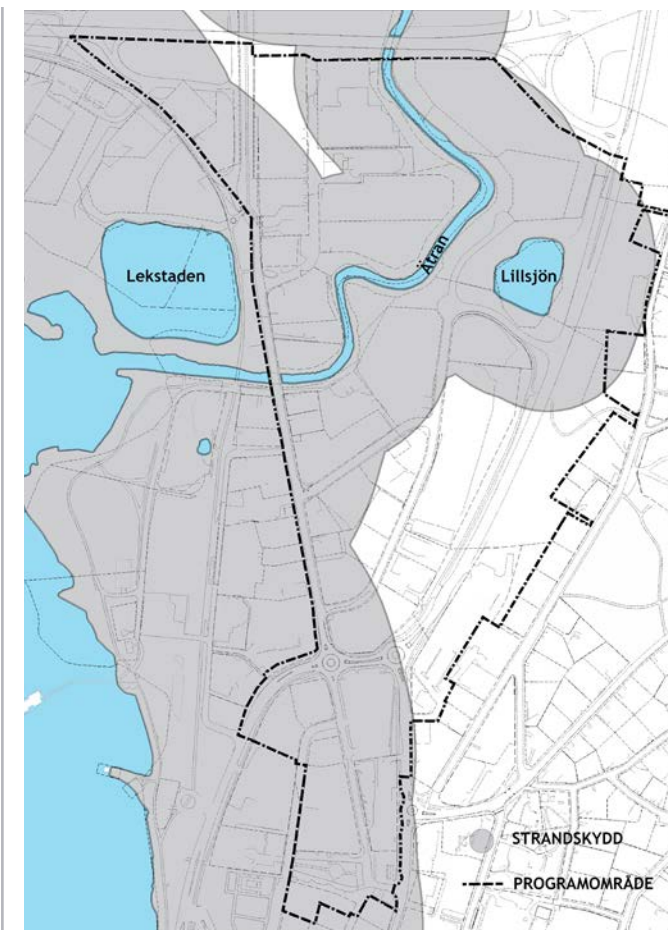 Ätran
Lekstaden
Lillsjön
STRANDSKYDD
PROGRAMOMRÅDE